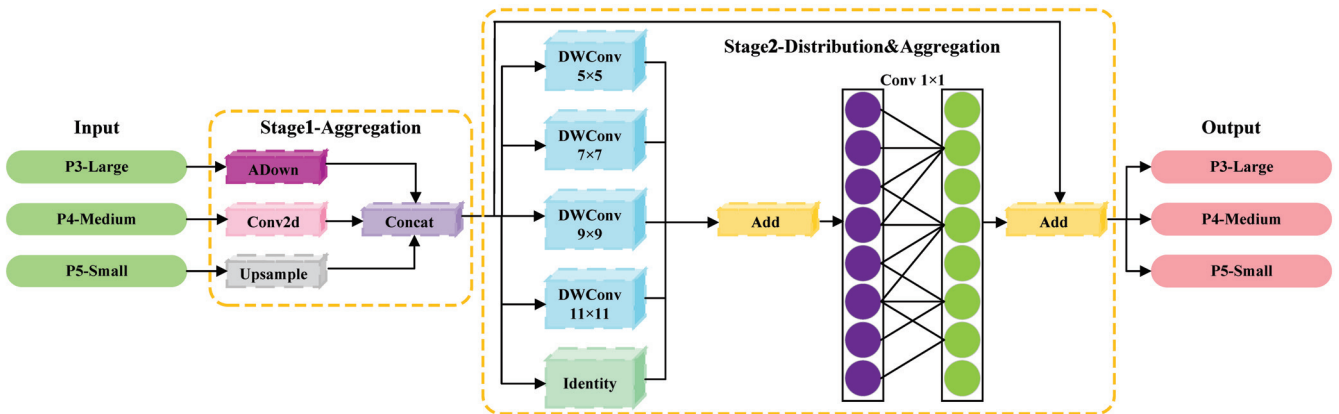 Input
P3-Large
P4-Medium
P5-Small
Stage1-Aggregation
ADown
Conv2d
Upsample
Concat
Stage2-Distribution&Aggregation
DWConv
5×5
DWConv
7×7
DWConv
9×9
DWConv
11×11
Identity
Add
Conv 1×1
Add
Output
P3-Large
P4-Medium
P5-Small